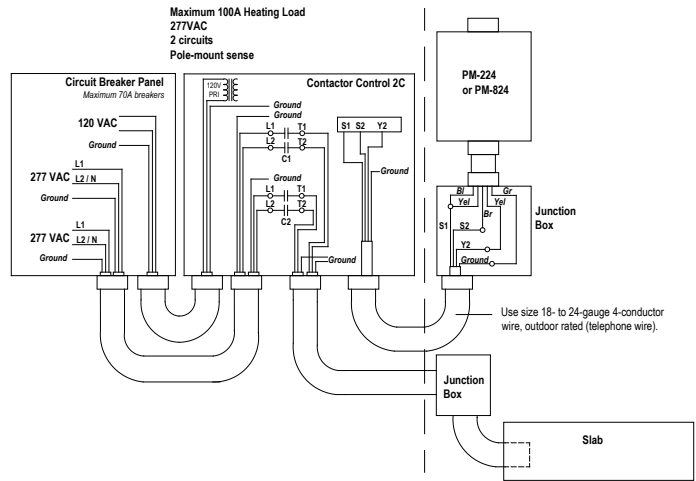 Maximum 100A Heating Load
277VAC
2 circuits
Pole-mount sense
Circuit Breaker Panel
Maximum 70A breakers
120 VAC
Ground
L1
277 VAC L2 / N
Ground
L1
277 VAC L2 / N
Ground
Contactor Control 2C
120V
PRI
Ground
Ground
L1 T1
L2 T2
C1
Ground
L1 T1
L2 T2
C2
Ground
S1 S2 Y2
Ground
PM-224
or PM-824
Bl Gr
Yel Yel
Br
S1 S2
Y2
Ground
Junction
Box
Use size 18- to 24-gauge 4-conductor
wire, outdoor rated (telephone wire).
Junction
Box
Slab